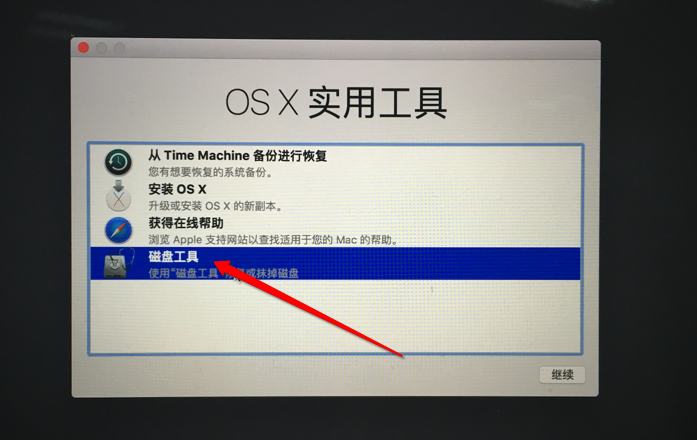 OS X 实用工具
从 Time Machine 备份进行恢复
您有想要恢复的系统备份。
安装 OS X
升级或安装 OS X 的新副本。
获得在线帮助
浏览 Apple 支持网站以查找适用于您的 Mac 的帮助。
磁盘工具
使用“磁盘工具”或抹掉磁盘
继续